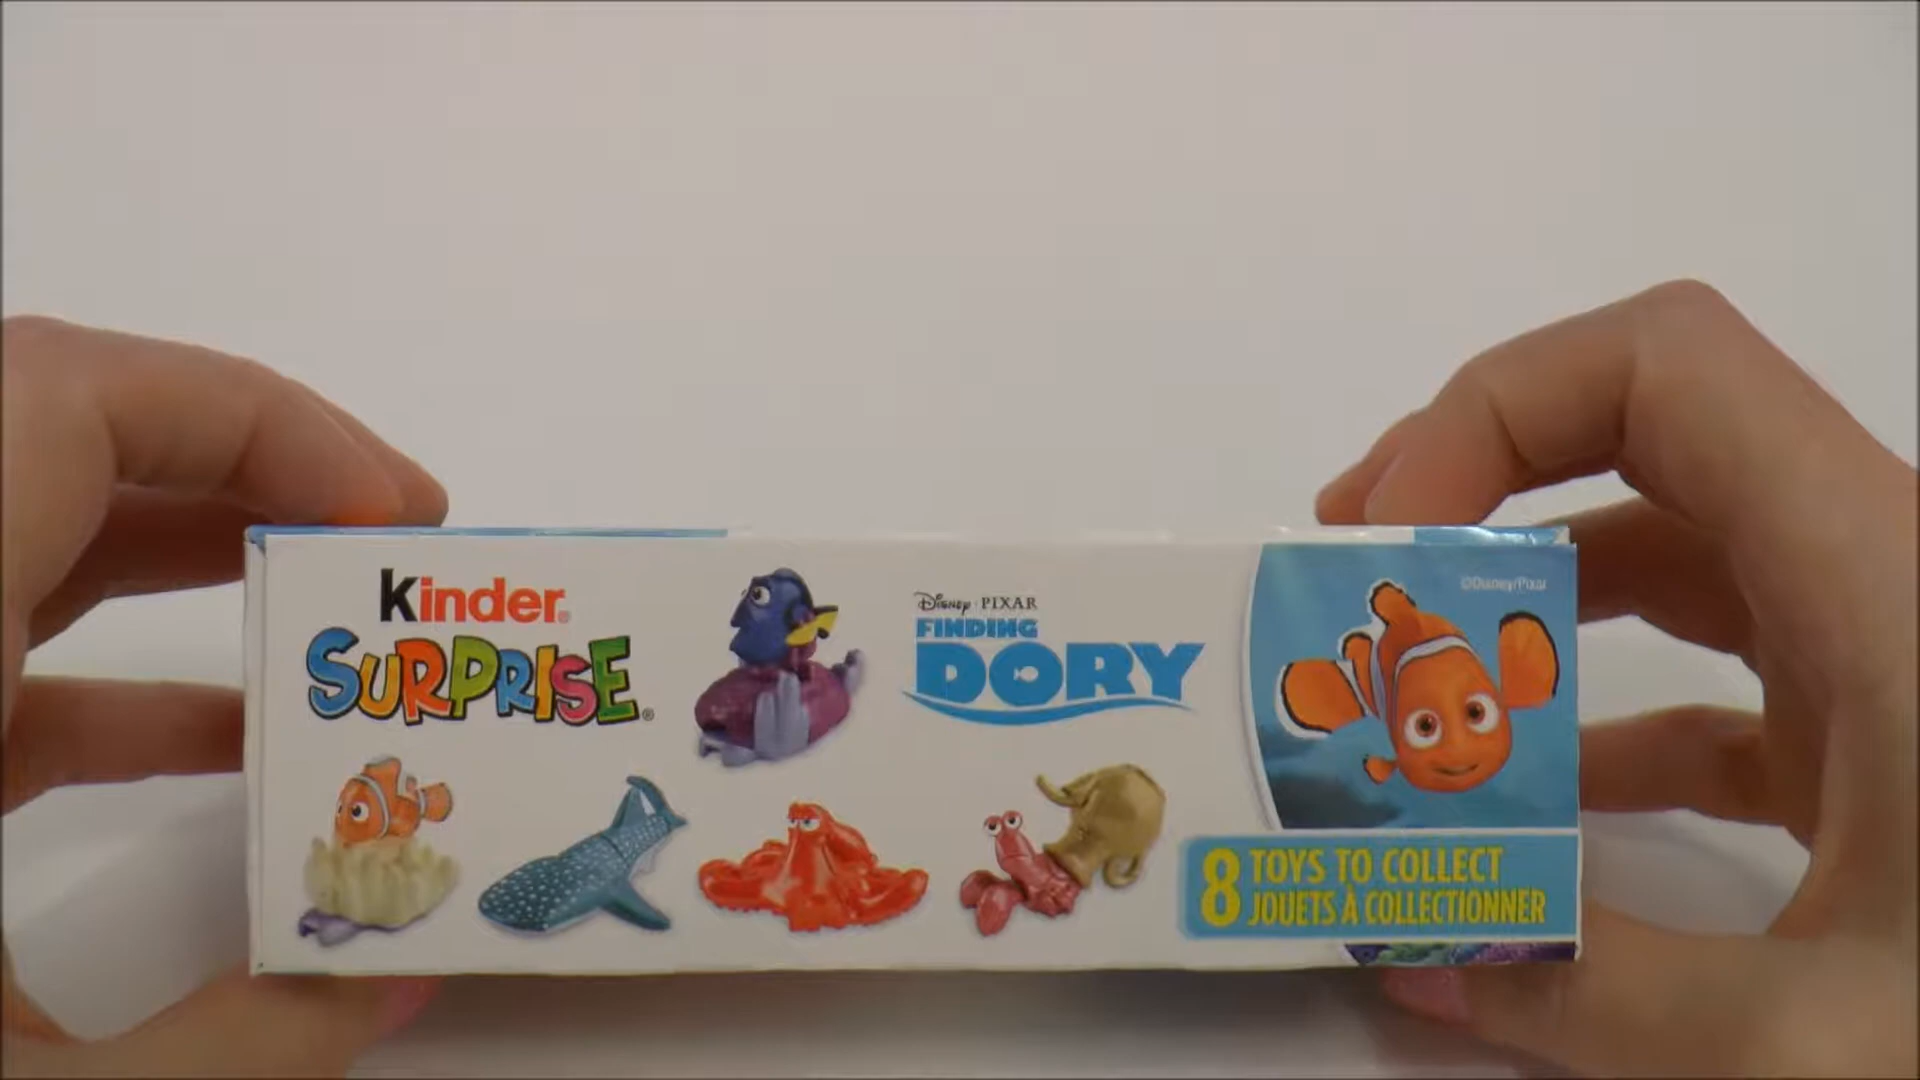 Kinder®
SURPRISE®
Disney PIXAR
FINDING
DORY
©Disney/Pixar
8 TOYS TO COLLECT
JOUETS À COLLECTIONNER